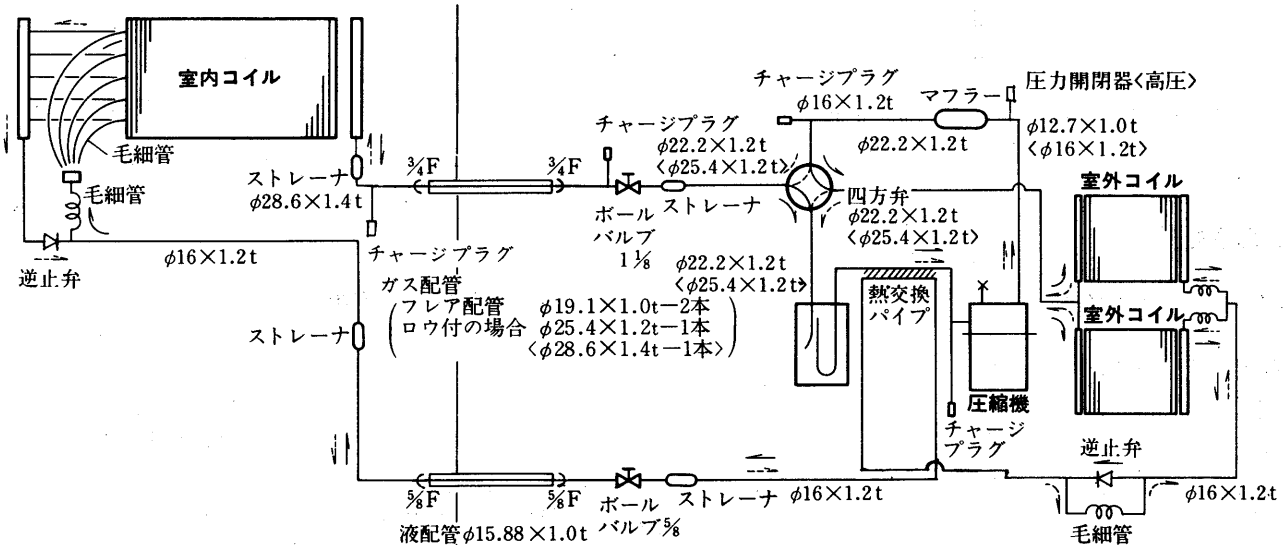 室内コイル
毛細管
毛細管
逆止弁
φ16×1.2t
ストレーナ
φ28.6×1.4t
チャージプラグ
¾F
¾F
チャージプラグ
φ22.2×1.2t
<φ25.4×1.2t>
ボール
バルブ
1⅛
ストレーナ
チャージプラグ
φ16×1.2t
マフラー
φ22.2×1.2t
圧力開閉器<高圧>
φ12.7×1.0t
<φ16×1.2t>
四方弁
φ22.2×1.2t
<φ25.4×1.2t>
室外コイル
室外コイル
φ22.2×1.2t
<φ25.4×1.2t>
熱交換
パイプ
圧縮機
チャージ
プラグ
ガス配管
フレア配管 φ19.1×1.0t−2本
ロウ付の場合 φ25.4×1.2t−1本
<φ28.6×1.4t−1本>
ストレーナ
⅝F
⅝F
液配管φ15.88×1.0t
ボール
バルブ⅝
ストレーナ
φ16×1.2t
逆止弁
毛細管
φ16×1.2t